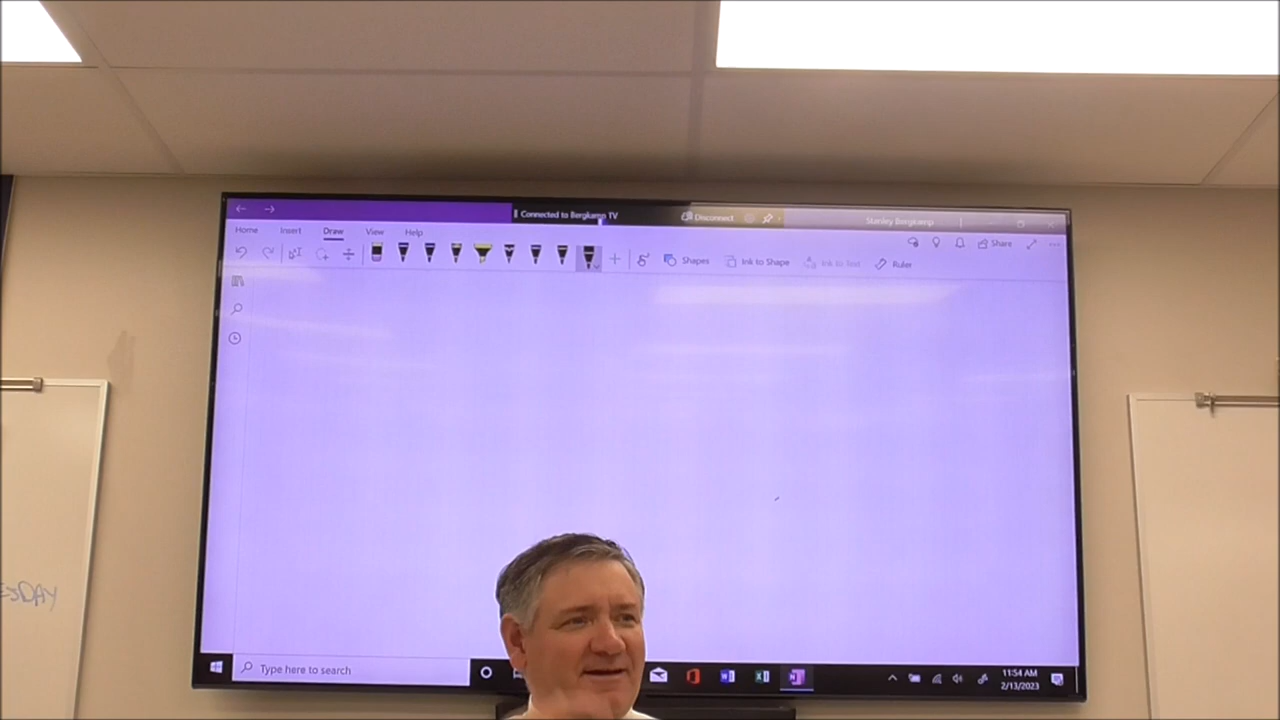 Connected to Bergkamp TV
Disconnect
Stanley Bergkamp
Home Insert Draw View Help
Share
Shapes Ink to Shape Ink to Text Ruler
ESDAY
Type here to search
11:54 AM
2/13/2023